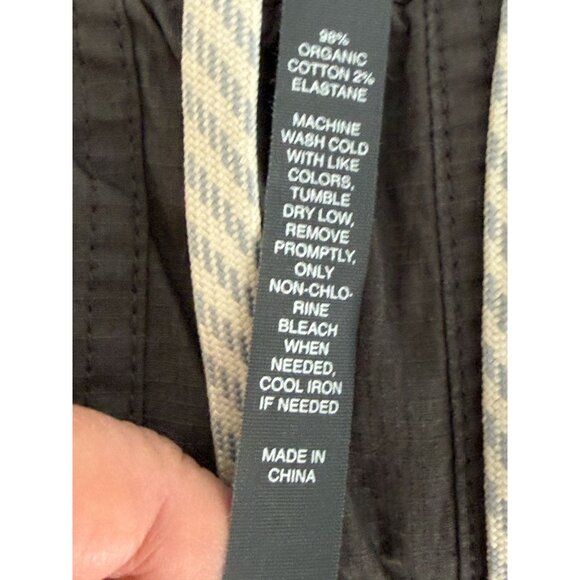 98%
ORGANIC
COTTON 2%
ELASTANE
MACHINE
WASH COLD
WITH LIKE
COLORS,
TUMBLE
DRY LOW,
REMOVE
PROMPTLY,
ONLY
NON-CHLO-
RINE
BLEACH
WHEN
NEEDED,
COOL IRON
IF NEEDED
MADE IN
CHINA